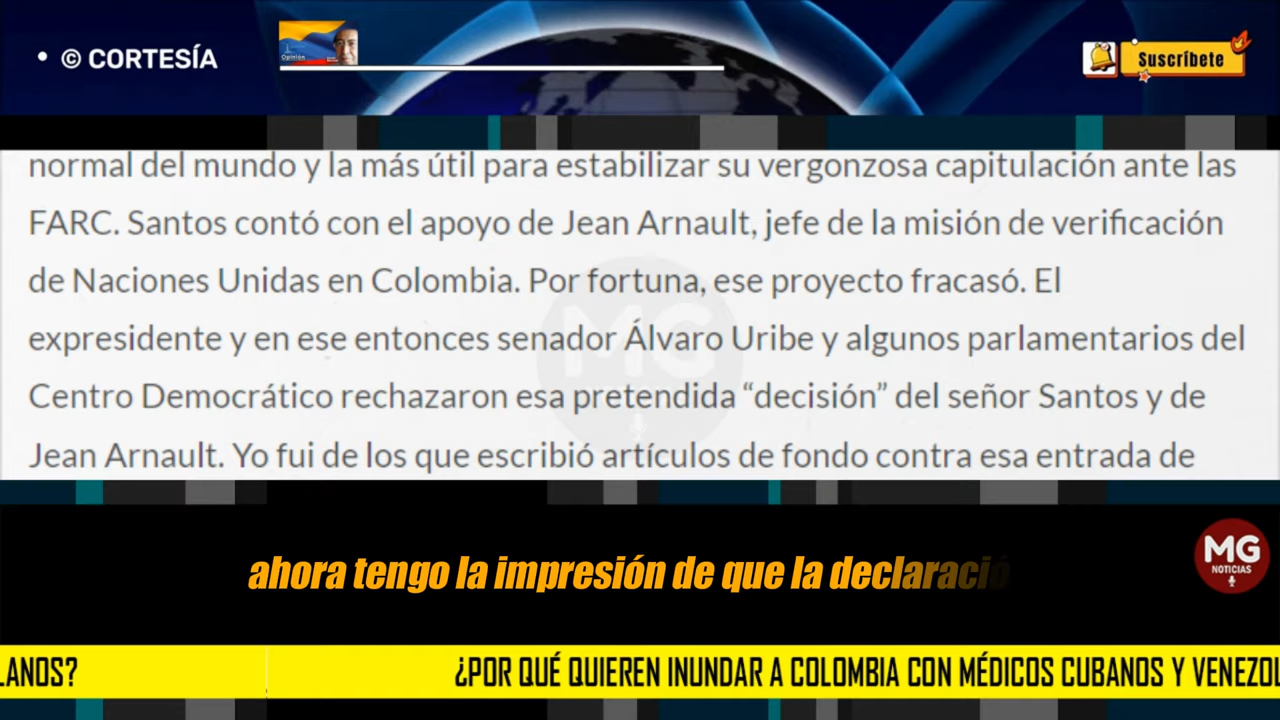 • © CORTESÍA
Opinión
Suscríbete
normal del mundo y la más útil para estabilizar su vergonzosa capitulación ante las
FARC. Santos contó con el apoyo de Jean Arnault, jefe de la misión de verificación
de Naciones Unidas en Colombia. Por fortuna, ese proyecto fracasó. El
expresidente y en ese entonces senador Álvaro Uribe y algunos parlamentarios del
Centro Democrático rechazaron esa pretendida “decisión” del señor Santos y de
Jean Arnault. Yo fui de los que escribió artículos de fondo contra esa entrada de
MG
ahora tengo la impresión de que la declaració
MG
NOTICIAS
LANOS? ¿POR QUÉ QUIEREN INUNDAR A COLOMBIA CON MÉDICOS CUBANOS Y VENEZOL